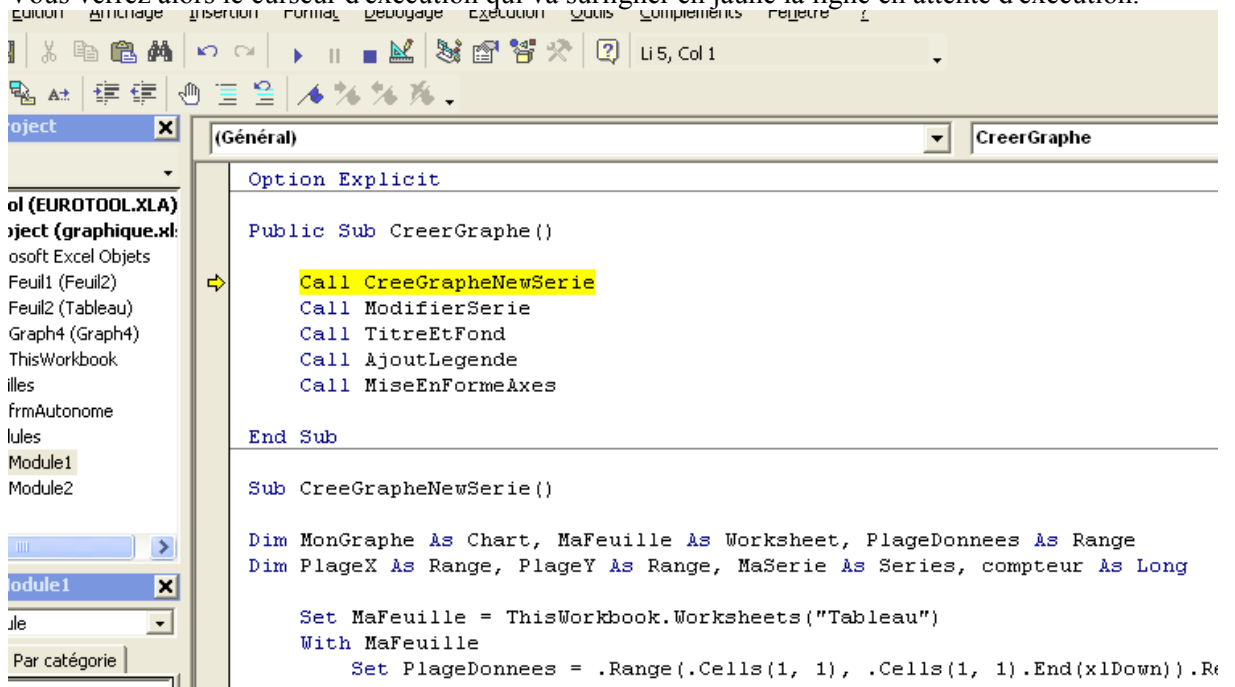 Vous verrez alors le curseur d'exécution qui va surligner en jaune la ligne en attente d'exécution.
Edition Affichage Insertion Format Débogage Exécution Outils Compléments Fenêtre ?
Li 5, Col 1
roject
(Général)
CreerGraphe
ol (EUROTOOL.XLA)
oject (graphique.xl
osoft Excel Objets
Feuil1 (Feuil2)
Feuil2 (Tableau)
Graph4 (Graph4)
ThisWorkbook
illes
frmAutonome
lules
Module1
Module2
Module1
ule
Par catégorie
Option Explicit
Public Sub CreerGraphe()
Call CreeGrapheNewSerie
Call ModifierSerie
Call TitreEtFond
Call AjoutLegende
Call MiseEnFormeAxes
End Sub
Sub CreeGrapheNewSerie()
Dim MonGraphe As Chart, MaFeuille As Worksheet, PlageDonnees As Range
Dim PlageX As Range, PlageY As Range, MaSerie As Series, compteur As Long
Set MaFeuille = ThisWorkbook.Worksheets("Tableau")
With MaFeuille
Set PlageDonnees = .Range(.Cells(1, 1), .Cells(1, 1).End(xlDown)).Re